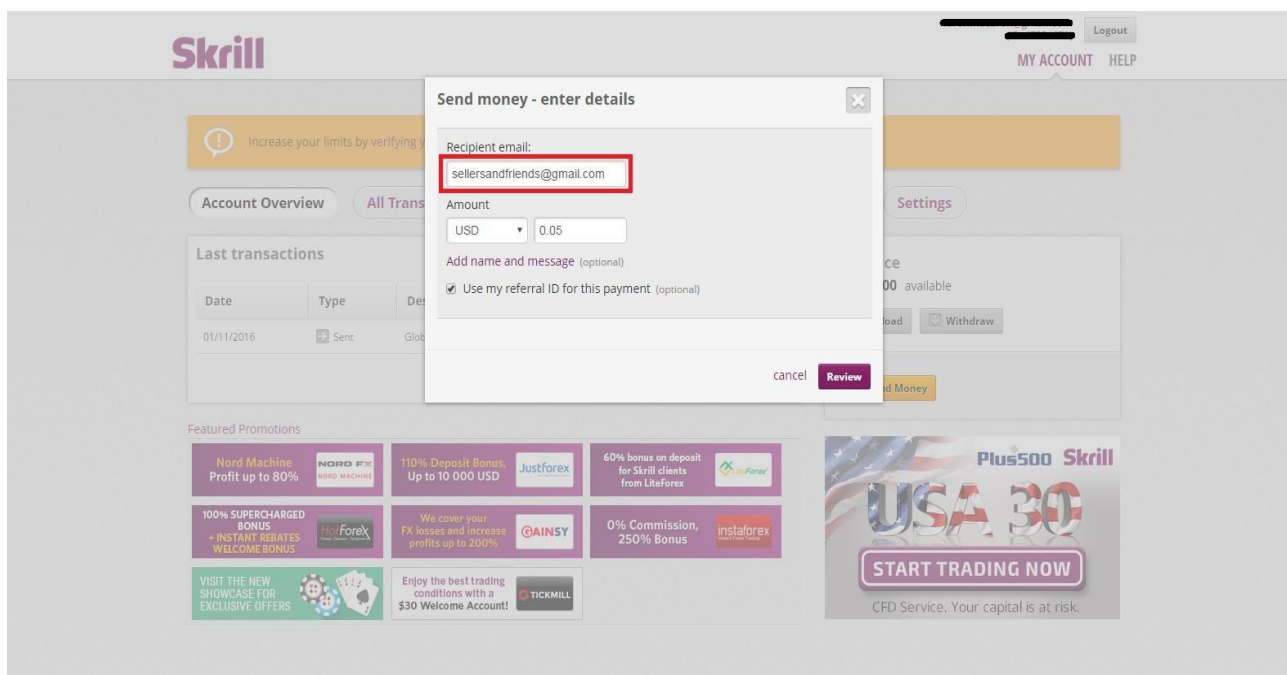 Logout
Skrill
MY ACCOUNT HELP
Send money - enter details
Increase your limits by verifying
Recipient email:
sellersandfriends@gmail.com
Account Overview
All Trans
Settings
Amount
USD 0.05
Add name and message (optional)
Use my referral ID for this payment (optional)
cancel Review
Last transactions
Date Type Des
01/11/2016 Sent Glob
ce
00 available
load Withdraw
d Money
Featured Promotions
Nord Machine
Profit up to 80%
NORD FX
NORD MACHINE
110% Deposit Bonus,
Up to 10 000 USD
Justforex
60% bonus on deposit
for Skrill clients
from LiteForex
LiteForex
100% SUPERCHARGED
BONUS
+ INSTANT REBATES
WELCOME BONUS
HotForex
We cover your
FX losses and increase
profits up to 200%
GAINSY
0% Commission,
250% Bonus
instaforex
VISIT THE NEW
SHOWCASE FOR
EXCLUSIVE OFFERS
Enjoy the best trading
conditions with a
$30 Welcome Account!
TICKMILL
Plus500 Skrill
USA 30
START TRADING NOW
CFD Service. Your capital is at risk.